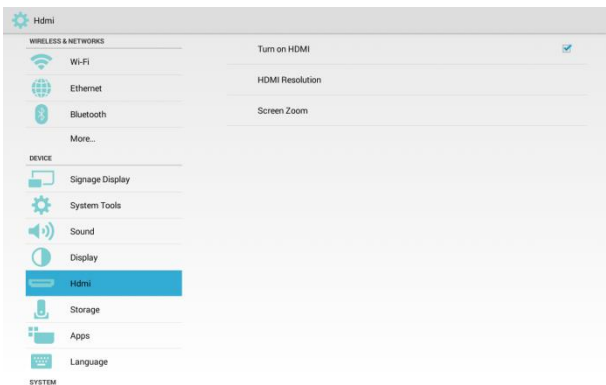 Hdmi
WIRELESS & NETWORKS
Wi-Fi
Ethernet
Bluetooth
More...
DEVICE
Signage Display
System Tools
Sound
Display
Hdmi
Storage
Apps
Language
SYSTEM
Turn on HDMI
HDMI Resolution
Screen Zoom